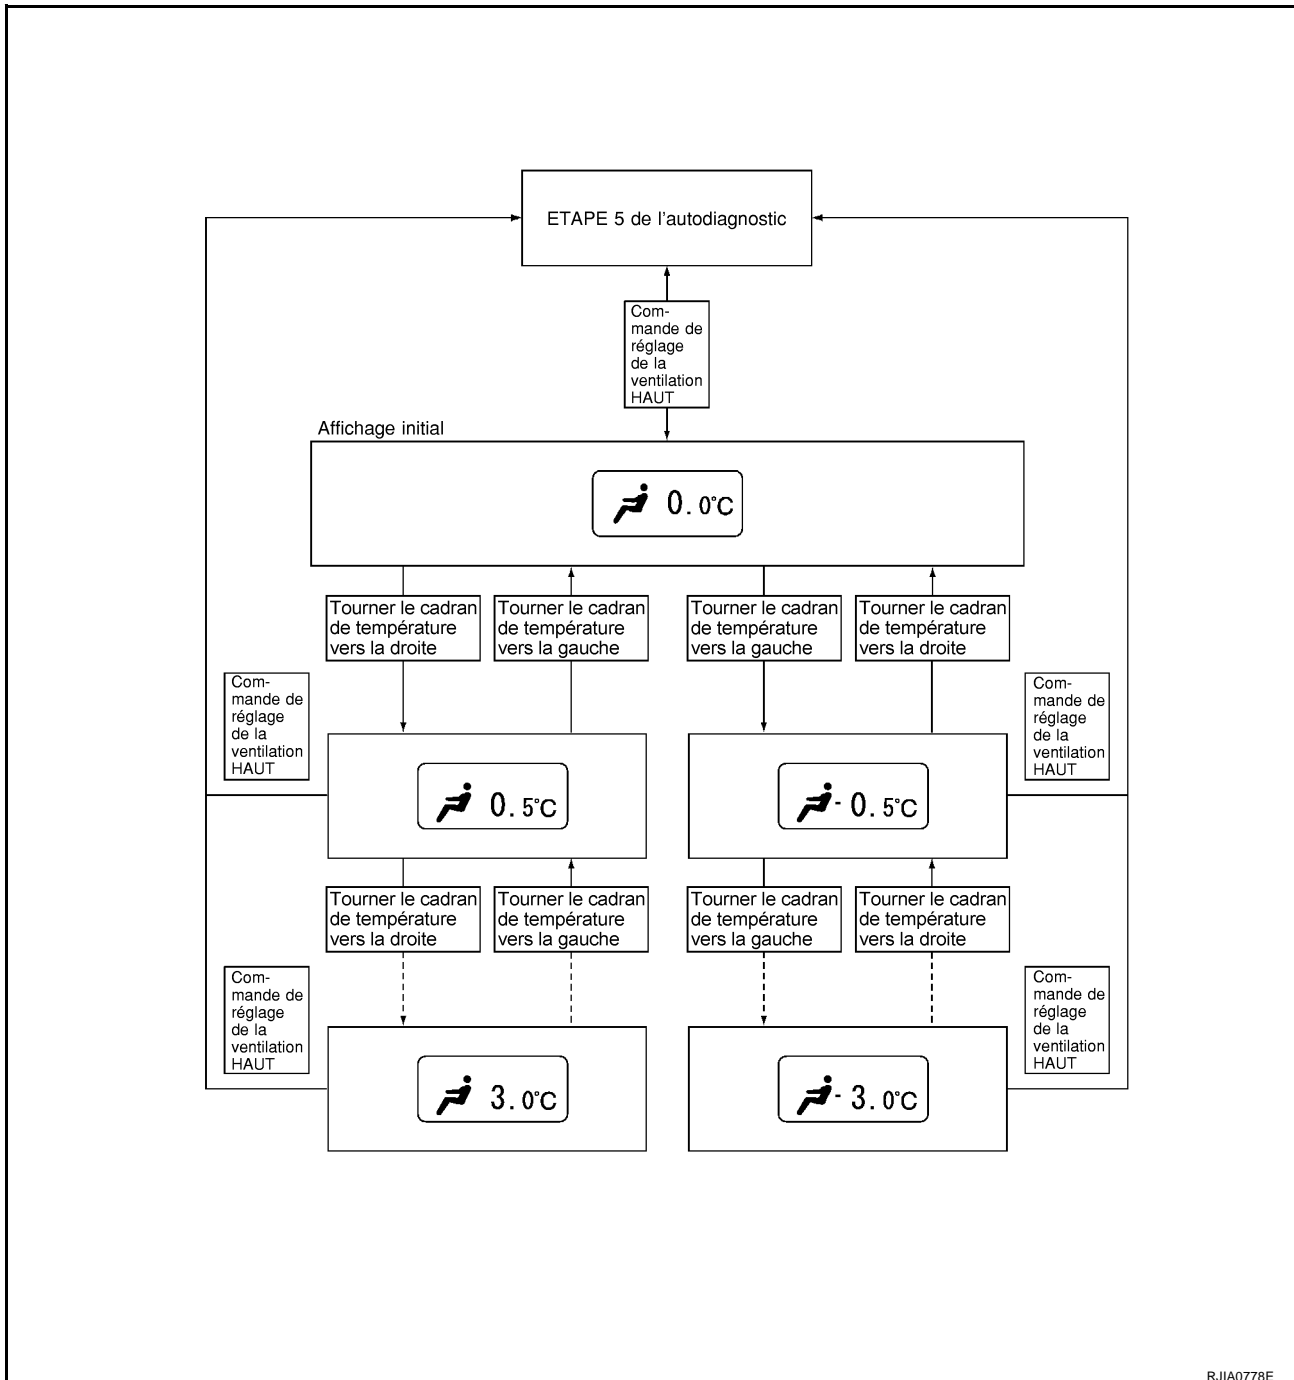 ETAPE 5 de l'autodiagnostic
Com-
mande de
réglage
de la
ventilation
HAUT
Affichage initial
0.0°C
Tourner le cadran
de température
vers la droite
Tourner le cadran
de température
vers la gauche
Tourner le cadran
de température
vers la gauche
Tourner le cadran
de température
vers la droite
Com-
mande de
réglage
de la
ventilation
HAUT
Com-
mande de
réglage
de la
ventilation
HAUT
0.5°C
- 0.5°C
Tourner le cadran
de température
vers la droite
Tourner le cadran
de température
vers la gauche
Tourner le cadran
de température
vers la gauche
Tourner le cadran
de température
vers la droite
Com-
mande de
réglage
de la
ventilation
HAUT
Com-
mande de
réglage
de la
ventilation
HAUT
3.0°C
- 3.0°C
RJIA0778E